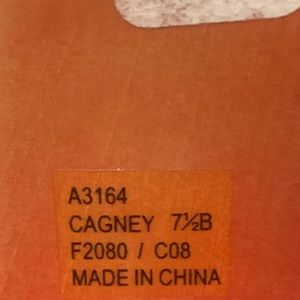 A3164
CAGNEY 7½B
F2080 / C08
MADE IN CHINA